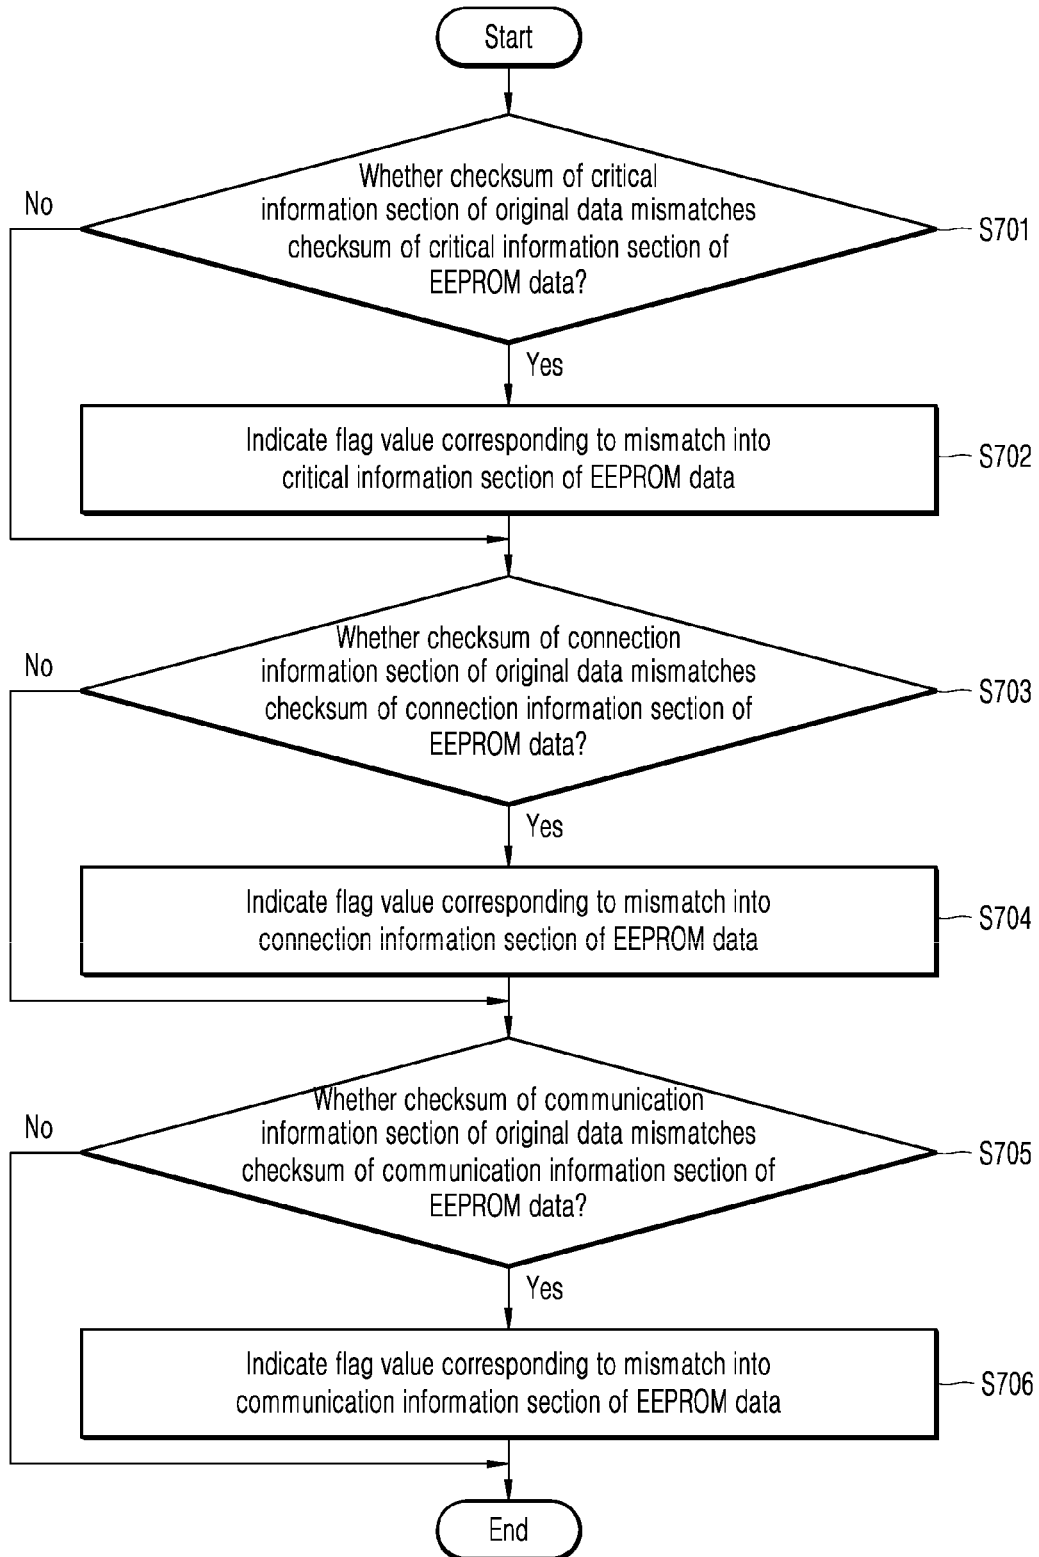 Start
Whether checksum of critical
information section of original data mismatches
checksum of critical information section of
EEPROM data?
No
S701
Yes
Indicate flag value corresponding to mismatch into
critical information section of EEPROM data
S702
Whether checksum of connection
information section of original data mismatches
checksum of connection information section of
EEPROM data?
No
S703
Yes
Indicate flag value corresponding to mismatch into
connection information section of EEPROM data
S704
Whether checksum of communication
information section of original data mismatches
checksum of communication information section of
EEPROM data?
No
S705
Yes
Indicate flag value corresponding to mismatch into
communication information section of EEPROM data
S706
End